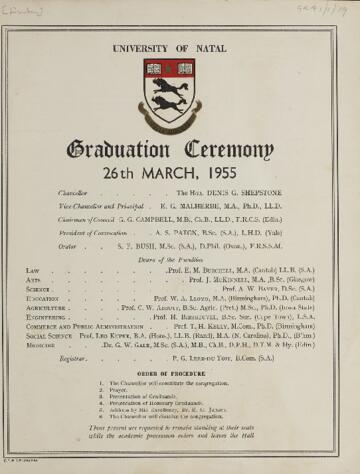 UNIVERSITY OF NATAL
Graduation Ceremony
26th MARCH, 1955
Chancellor . . . . . . The Hon. DENIS G. SHEPSTONE
Vice-Chancellor and Principal . E. G. MALHERBE, M.A., Ph.D., LL.D.
Chairman of Council G. G. CAMPBELL, M.B., Ch.B., LL.D., F.R.C.S. (Edin.)
President of Convocation . A. S. PATON, B.Sc. (S.A.), L.H.D. (Yale)
Orator . . S. F. BUSH, M.Sc. (S.A.), D.Phil. (Oxon.), F.R.S.S.Af.
Deans of the Faculties
LAW . . . Prof. E. M. BURCHELL, M.A. (Cantab) LL.B. (S.A.)
ARTS . . . Prof. J. McKINNELL, M.A., B.Sc. (Glasgow)
SCIENCE . . . Prof. A. W. BAYER, B.Sc. (S.A.)
EDUCATION . . . Prof. W. A. LLOYD, M.A. (Birmingham), Ph.D. (Cantab)
AGRICULTURE . . Prof. C. W. ABBOTT, B.Sc. Agric. (Pret.) M.Sc., Ph.D. (Iowa State)
ENGINEERING . . Prof. H. B, B.Sc. Sur. (Cape Town), L.S.A.
COMMERCE AND PUBLIC ADMINISTRATION . Prof. T. H. KELLY, M.Com., Ph.D. (Birmingham)
SOCIAL SCIENCE . Prof. LEO KUPER, B.A. (Hons.), LL.B. (Rand), M.A. (N. Carolina), Ph.D., (B'ham.)
MEDICINE . . Dr. G. W. GALE, M.Sc. (S.A.), M.B., Ch.B., D.P.H., D.T.M. & Hy. (Edin.)
Registrar . . . P. G. LEEB-DU TOIT, B.Com. (S.A.)
ORDER OF PROCEDURE
1. The Chancellor will constitute the congregation.
2. Prayer.
3. Presentation of Graduands.
4. Presentation of Honorary Graduands.
5. Address by His Excellency, Dr. E. G. Jansen.
6. The Chancellor will dissolve the congregation.
Those present are requested to remain standing at their seats
while the academic procession enters and leaves the Hall